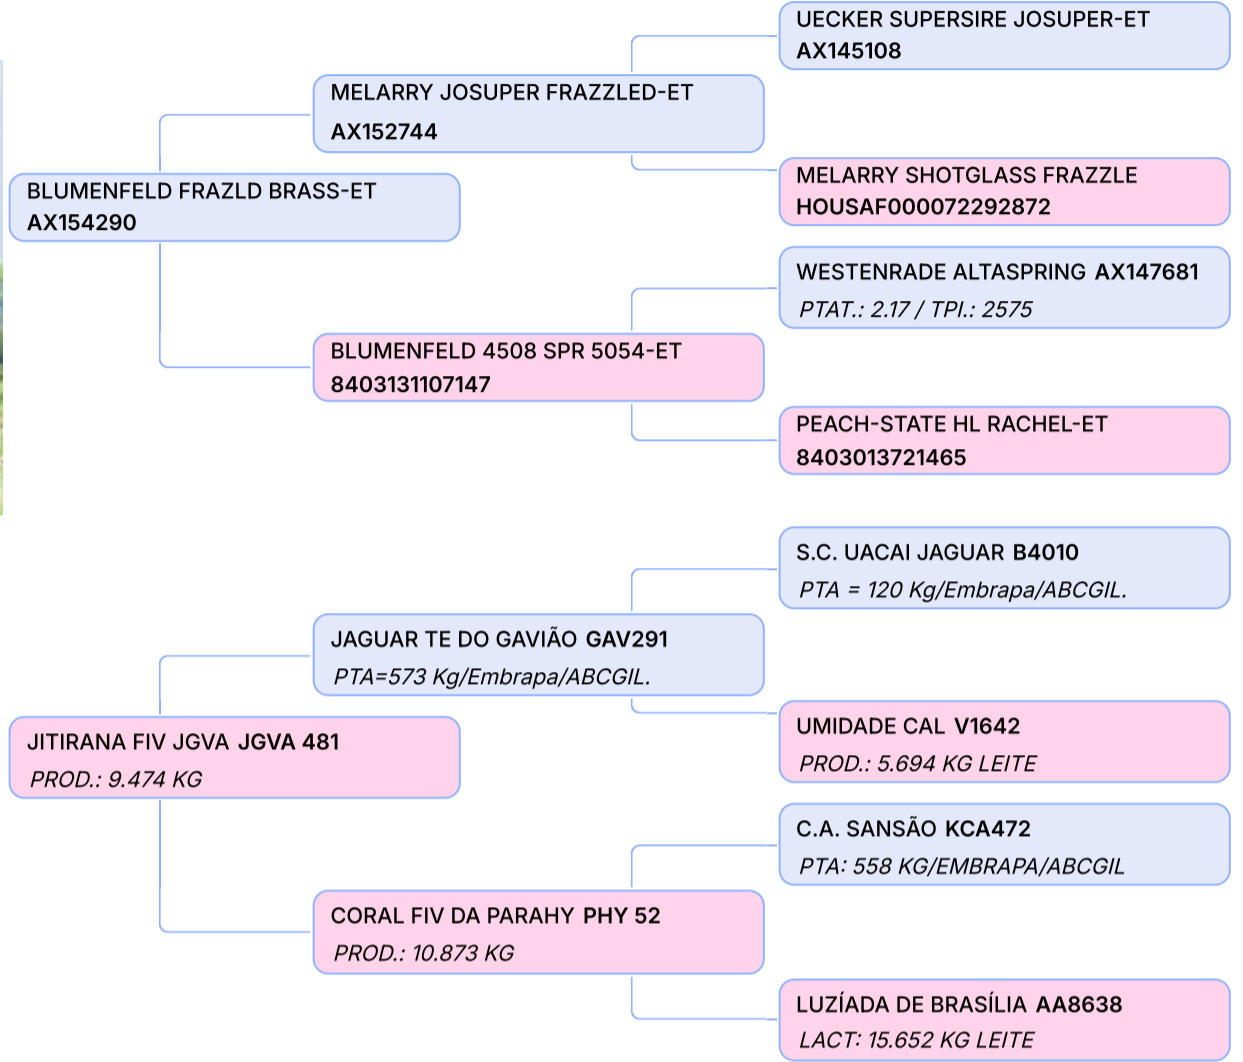 UECKER SUPERSIRE JOSUPER-ET
AX145108
MELARRY JOSUPER FRAZZLED-ET
AX152744
MELARRY SHOTGLASS FRAZZLE
HOUSAF000072292872
BLUMENFELD FRAZLD BRASS-ET
AX154290
WESTENRADE ALTASPRING AX147681
PTAT.: 2.17 / TPI.: 2575
BLUMENFELD 4508 SPR 5054-ET
8403131107147
PEACH-STATE HL RACHEL-ET
8403013721465
S.C. UACAI JAGUAR B4010
PTA = 120 Kg/Embrapa/ABCGIL.
JAGUAR TE DO GAVIÃO GAV291
PTA=573 Kg/Embrapa/ABCGIL.
UMIDADE CAL V1642
PROD.: 5.694 KG LEITE
JITIRANA FIV JGVA JGVA 481
PROD.: 9.474 KG
C.A. SANSÃO KCA472
PTA: 558 KG/EMBRAPA/ABCGIL
CORAL FIV DA PARAHY PHY 52
PROD.: 10.873 KG
LUZÍADA DE BRASÍLIA AA8638
LACT: 15.652 KG LEITE